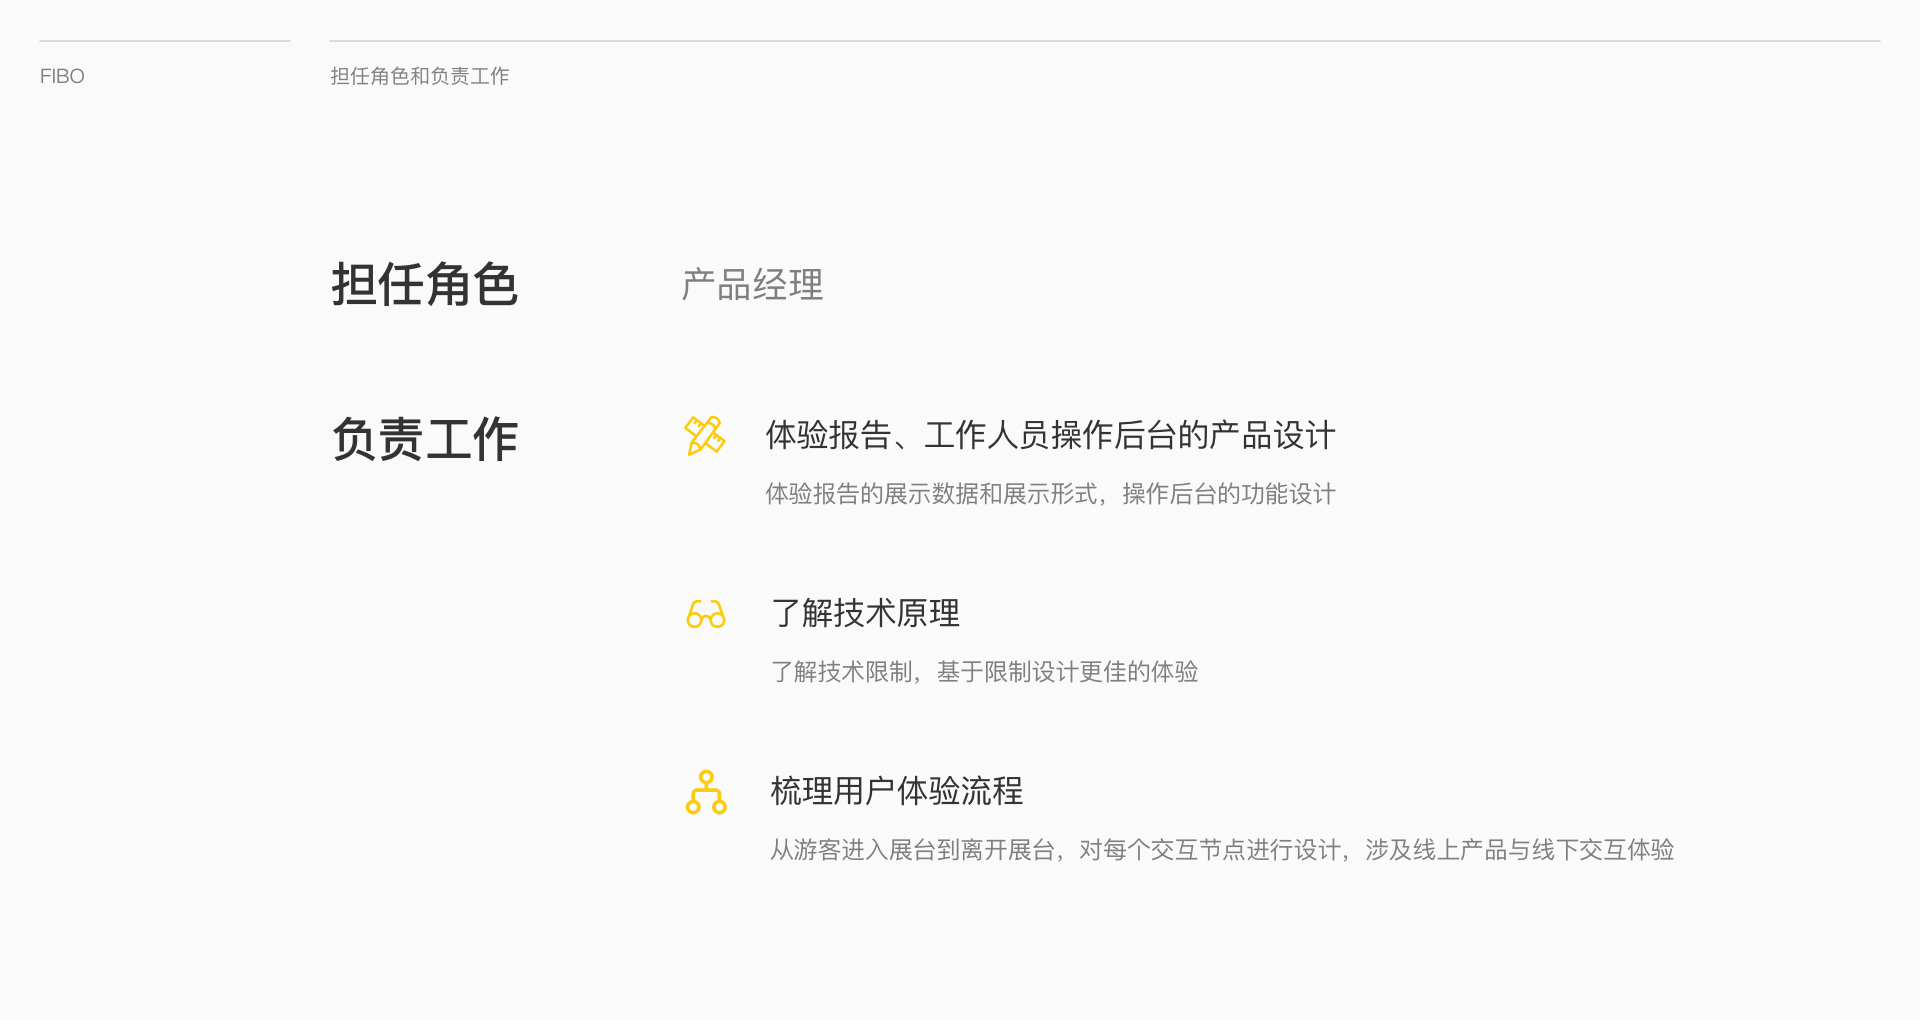 FIBO
担任角色和负责工作
担任角色
产品经理
负责工作
体验报告、工作人员操作后台的产品设计
体验报告的展示数据和展示形式，操作后台的功能设计
了解技术原理
了解技术限制，基于限制设计更佳的体验
梳理用户体验流程
从游客进入展台到离开展台，对每个交互节点进行设计，涉及线上产品与线下交互体验